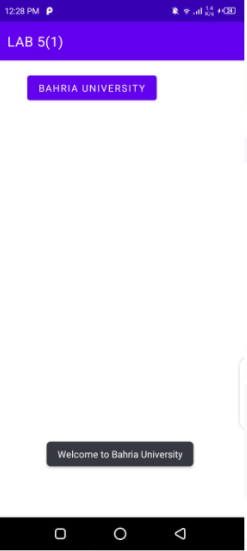 12:28 PM
LAB 5(1)
BAHRIA UNIVERSITY
Welcome to Bahria University